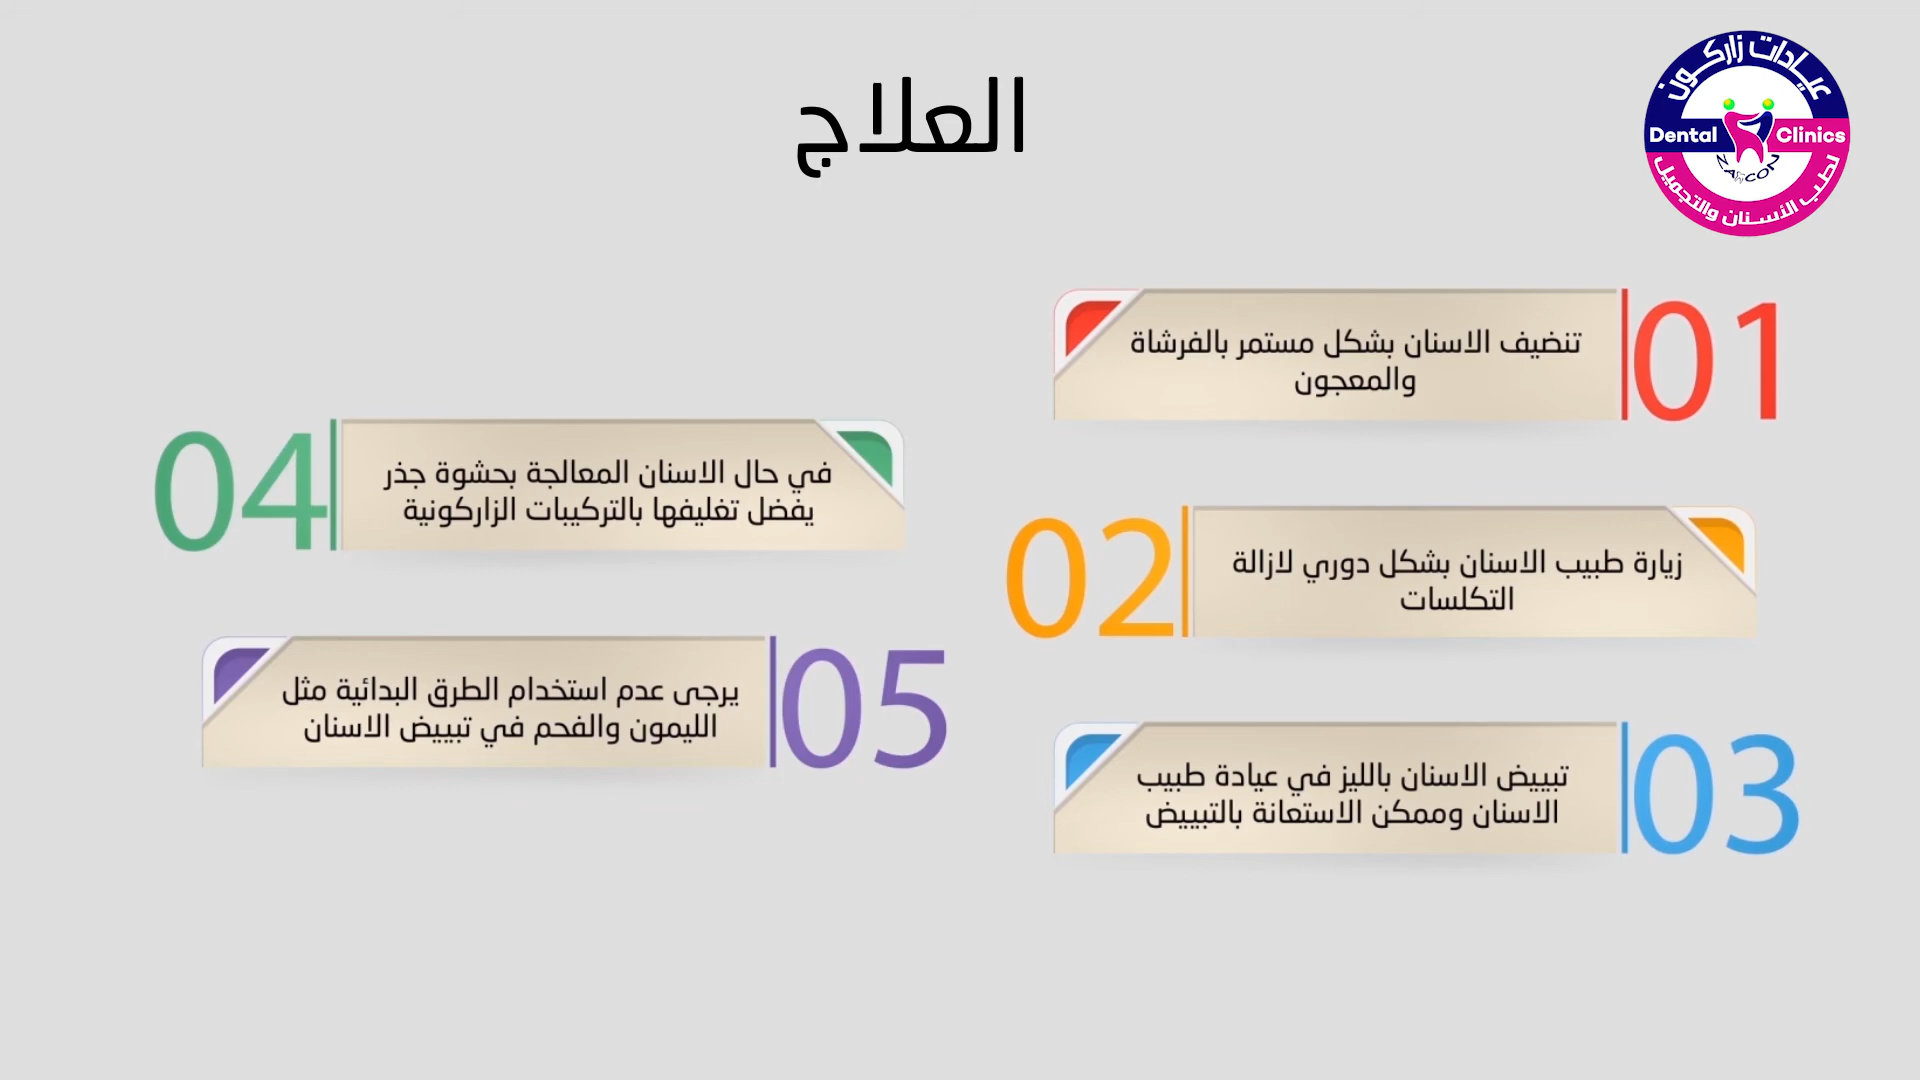 العلاج
عيادات زاركون
Dental Clinics
ZARCON
لطب الأسنان والتجميل
01
تنضيف الاسنان بشكل مستمر بالفرشاة
والمعجون
02
زيارة طبيب الاسنان بشكل دوري لازالة
التكلسات
03
تبييض الاسنان بالليز في عيادة طبيب
الاسنان وممكن الاستعانة بالتبييض
04
في حال الاسنان المعالجة بحشوة جذر
يفضل تغليفها بالتركيبات الزاركونية
05
يرجى عدم استخدام الطرق البدائية مثل
الليمون والفحم في تبييض الاسنان